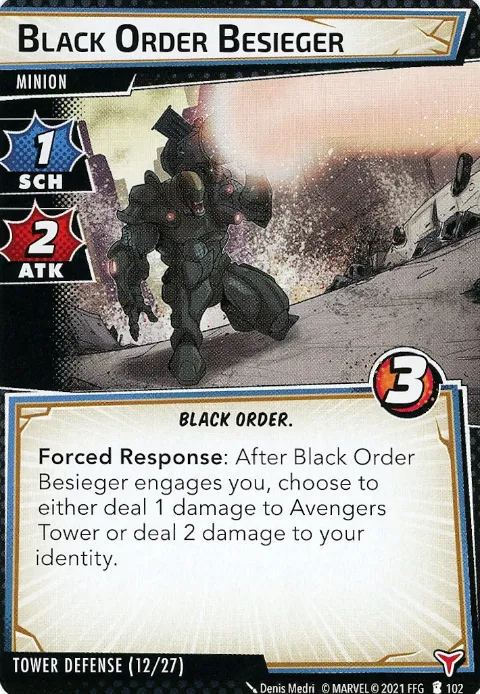 BLACK ORDER BESIEGER
MINION
1
SCH
2
ATK
3
BLACK ORDER.
Forced Response: After Black Order
Besieger engages you, choose to
either deal 1 damage to Avengers
Tower or deal 2 damage to your
identity.
TOWER DEFENSE (12/27)
Denis Medri © MARVEL © 2021 FFG 102